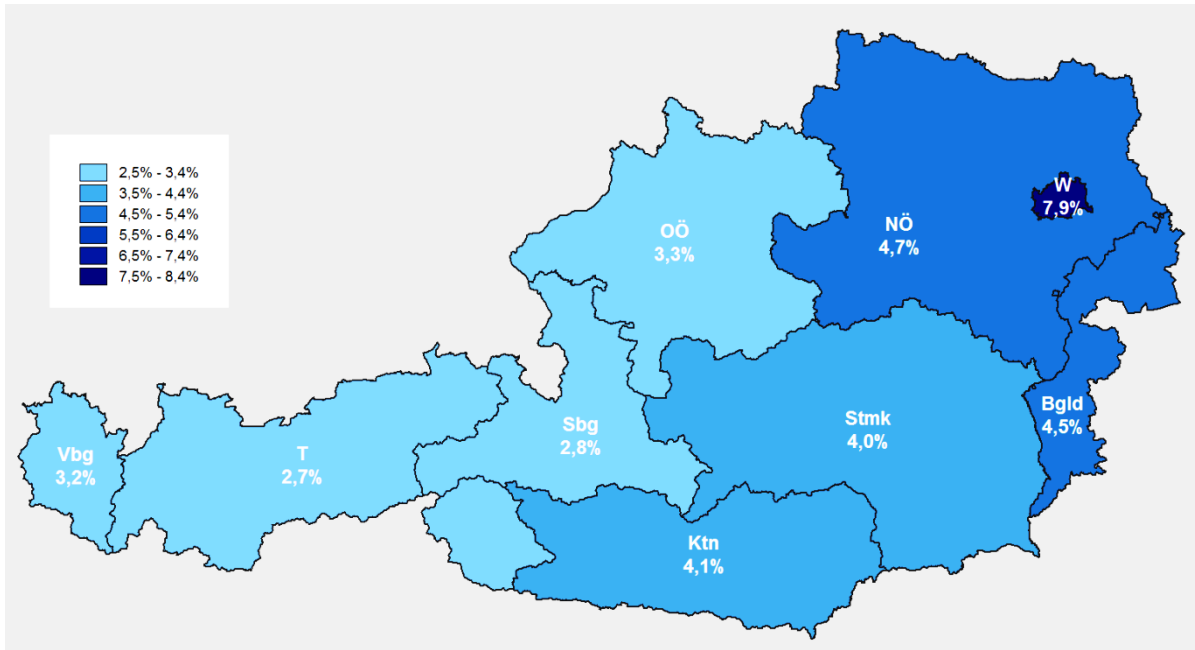 2,5% - 3,4%
3,5% - 4,4%
4,5% - 5,4%
5,5% - 6,4%
6,5% - 7,4%
7,5% - 8,4%
W
7,9%
NÖ
4,7%
OÖ
3,3%
Bgld
4,5%
Stmk
4,0%
Sbg
2,8%
T
2,7%
Vbg
3,2%
Ktn
4,1%